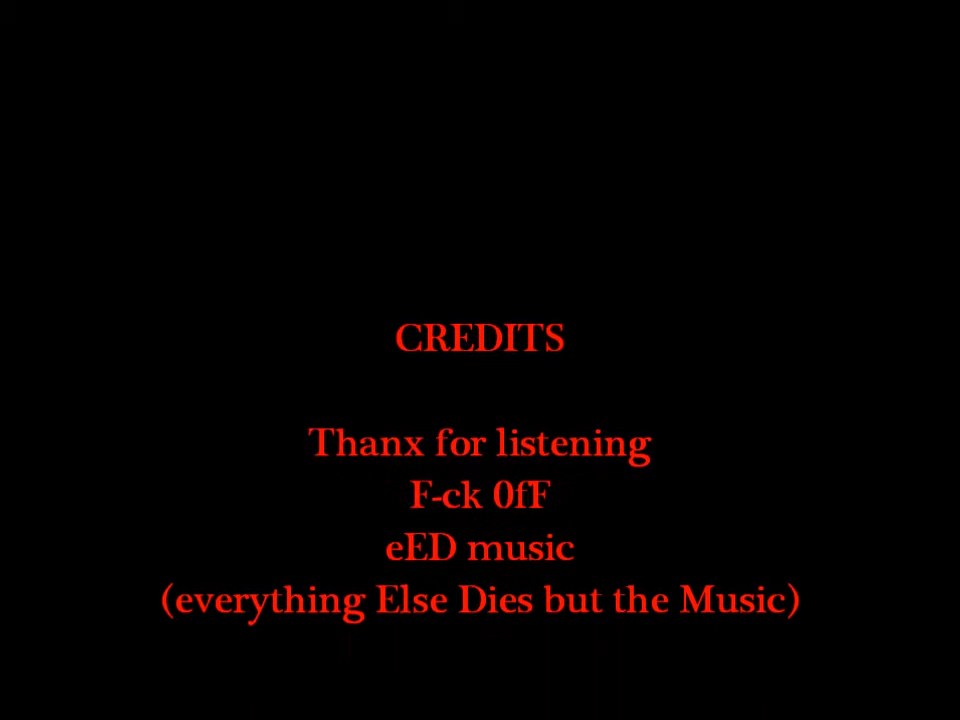 CREDITS
Thanx for listening
F-ck 0fF
eED music
(everything Else Dies but the Music)